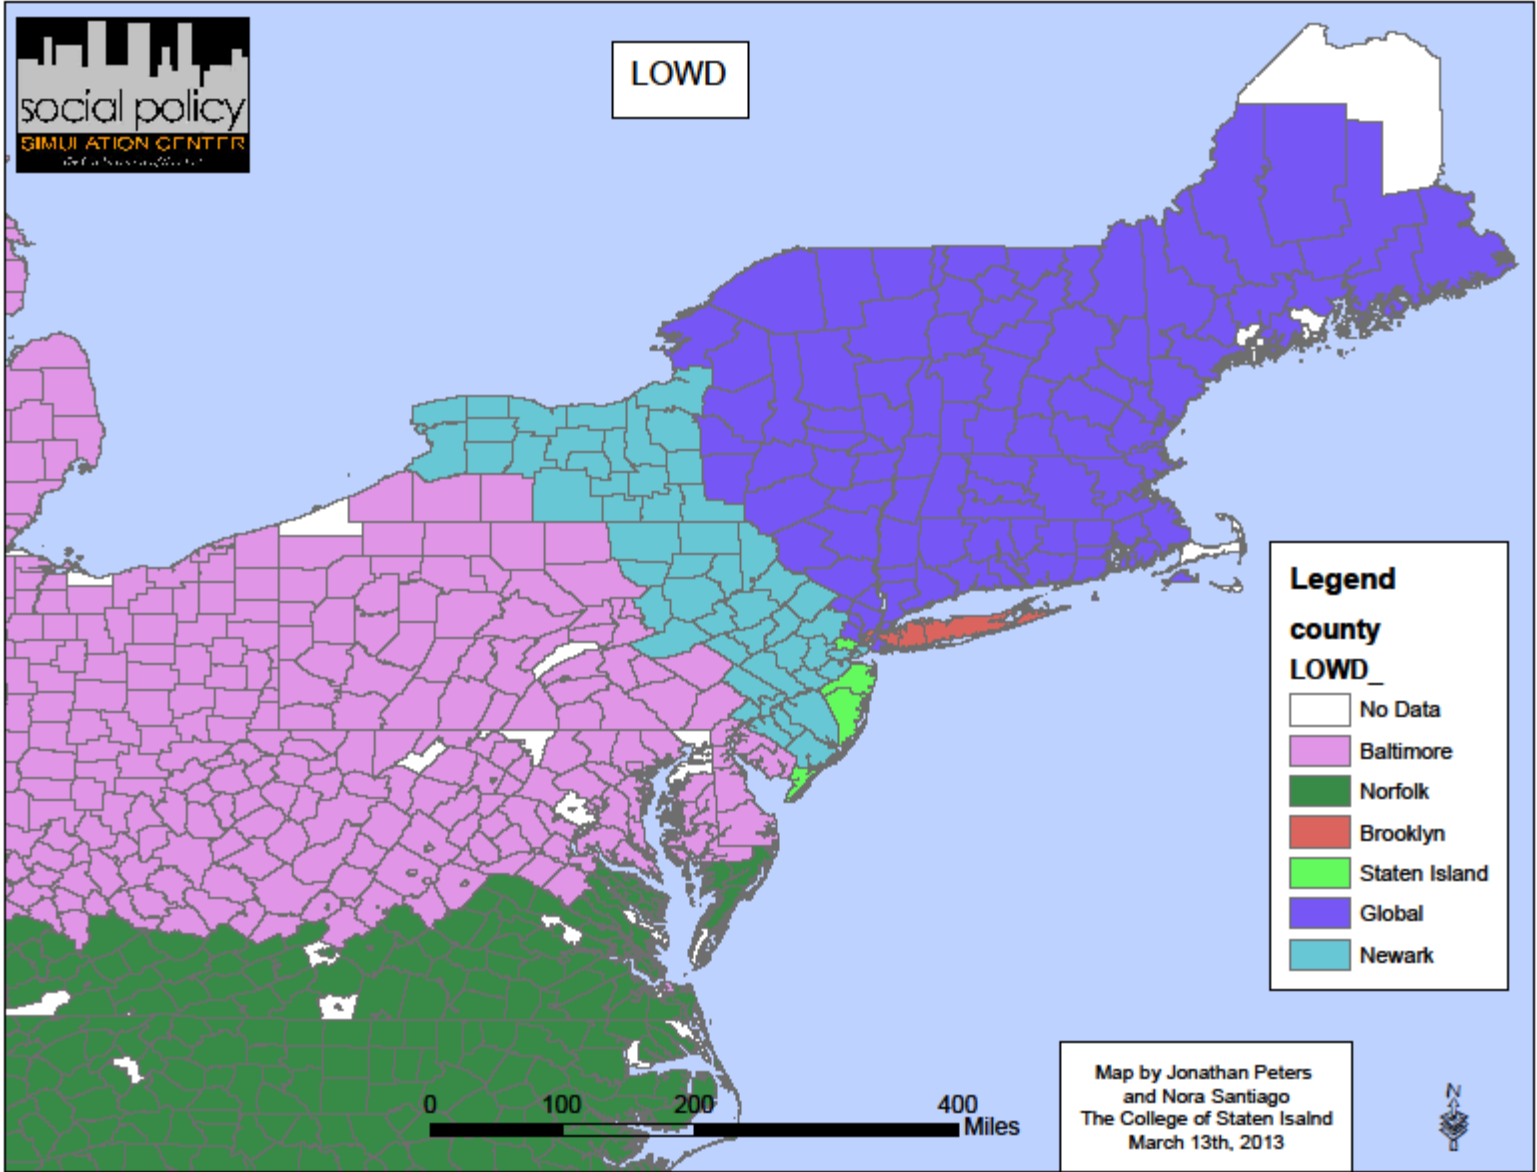 social policy
SIMULATION CENTER
LOWD
Legend
county
LOWD_
No Data
Baltimore
Norfolk
Brooklyn
Staten Island
Global
Newark
0 100 200 400
Miles
Map by Jonathan Peters
and Nora Santiago
The College of Staten Isalnd
March 13th, 2013
N